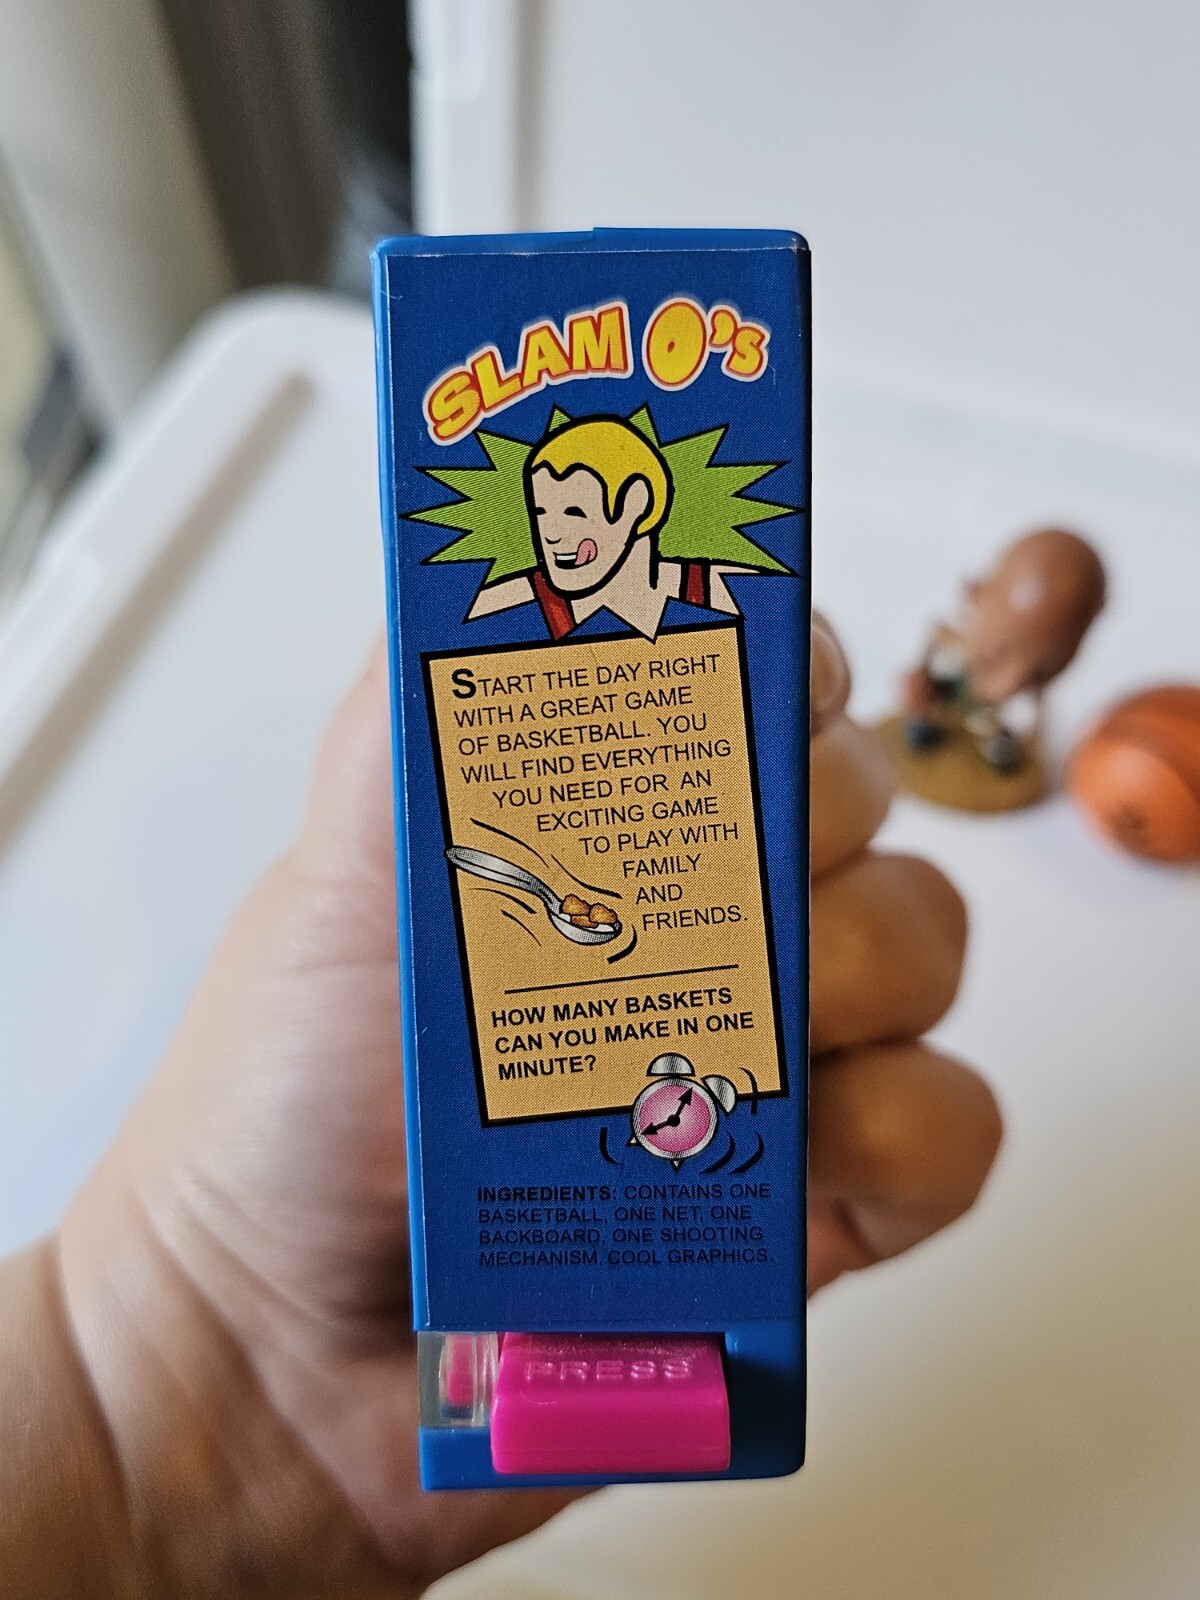 SLAM O's
START THE DAY RIGHT
WITH A GREAT GAME
OF BASKETBALL. YOU
WILL FIND EVERYTHING
YOU NEED FOR AN
EXCITING GAME
TO PLAY WITH
FAMILY
AND
FRIENDS.
HOW MANY BASKETS
CAN YOU MAKE IN ONE
MINUTE?
INGREDIENTS: CONTAINS ONE
BASKETBALL, ONE NET, ONE
BACKBOARD, ONE SHOOTING
MECHANISM, COOL GRAPHICS.
PRESS